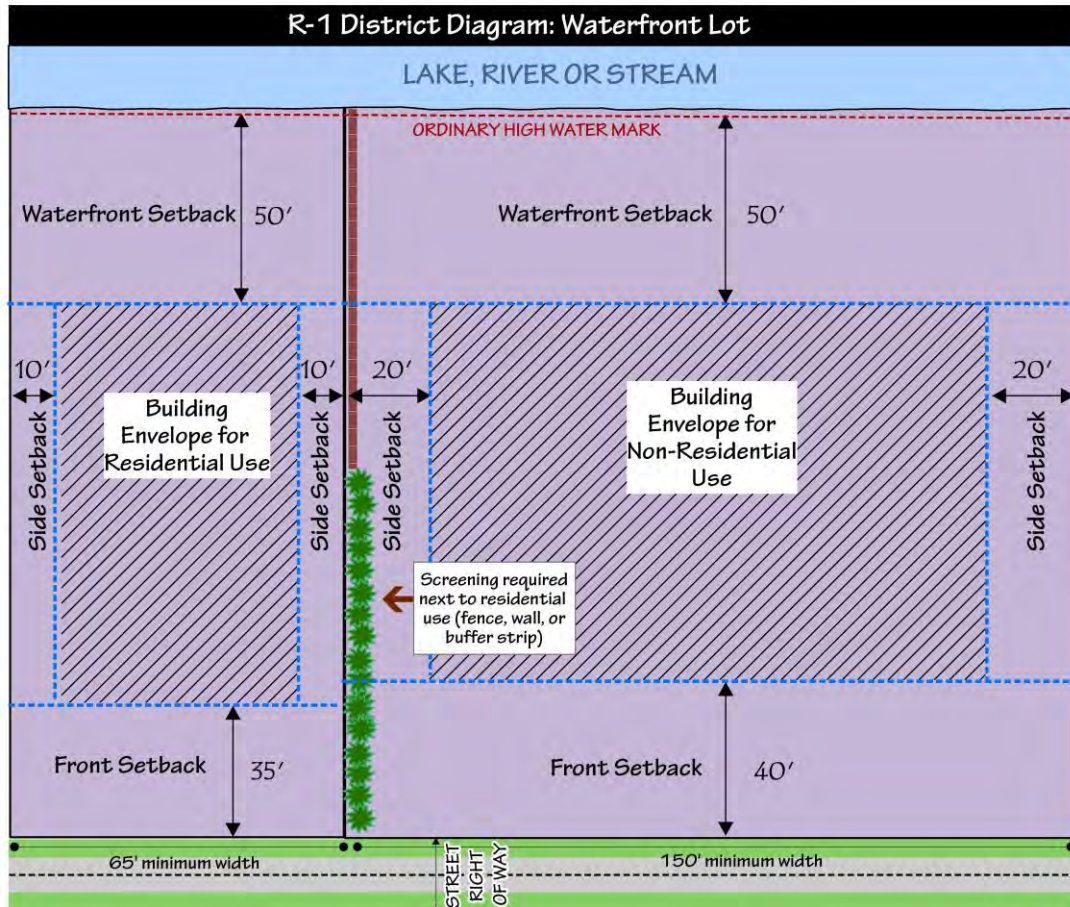 R-1 District Diagram: Waterfront Lot
LAKE, RIVER OR STREAM
ORDINARY HIGH WATER MARK
Waterfront Setback 50'
Waterfront Setback 50'
10'
10'
20'
20'
Side Setback
Building
Envelope for
Residential Use
Side Setback
Side Setback
Building
Envelope for
Non-Residential
Use
Side Setback
Screening required
next to residential
use (fence, wall, or
buffer strip)
Front Setback 35'
Front Setback 40'
65' minimum width
150' minimum width
STREET
RIGHT
OF WAY